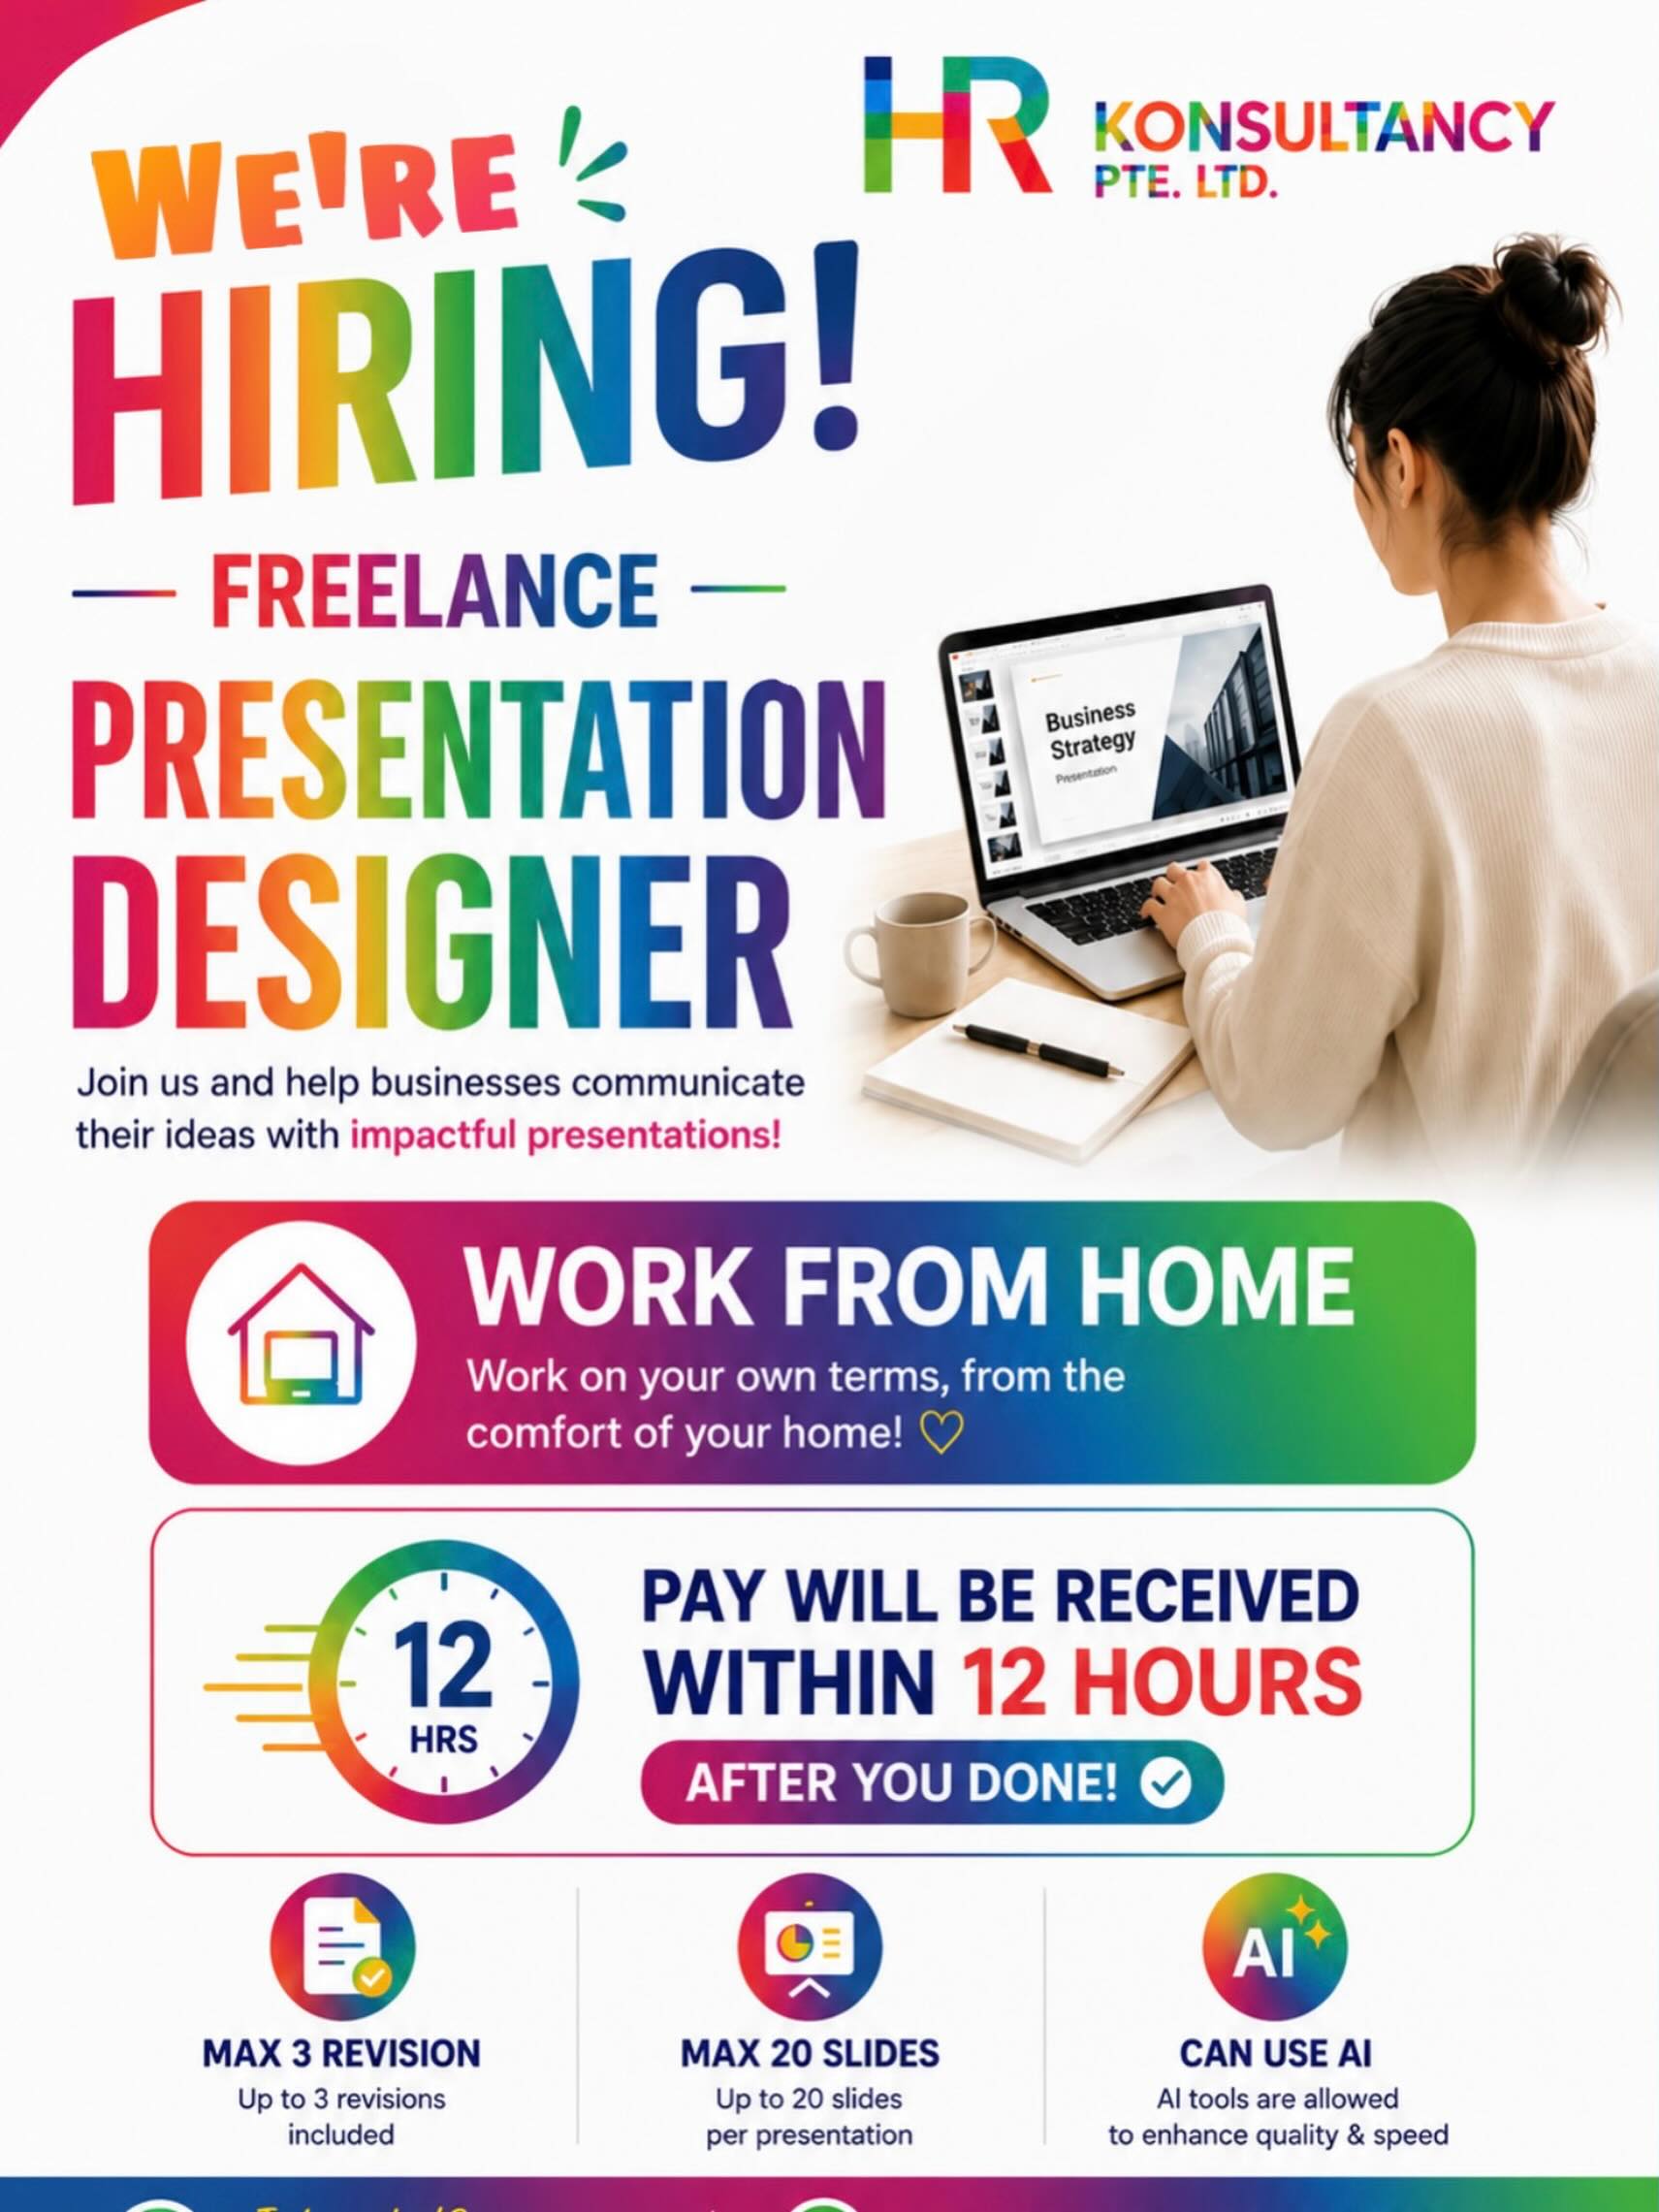 HR KONSULTANCY
PTE. LTD.
WE'RE
HIRING!
FREELANCE
PRESENTATION
DESIGNER
Join us and help businesses communicate
their ideas with impactful presentations!
Business
Strategy
Presentation
WORK FROM HOME
Work on your own terms, from the
comfort of your home!
12
HRS
PAY WILL BE RECEIVED
WITHIN 12 HOURS
AFTER YOU DONE!
AI
MAX 3 REVISION
Up to 3 revisions
included
MAX 20 SLIDES
Up to 20 slides
per presentation
CAN USE AI
AI tools are allowed
to enhance quality & speed